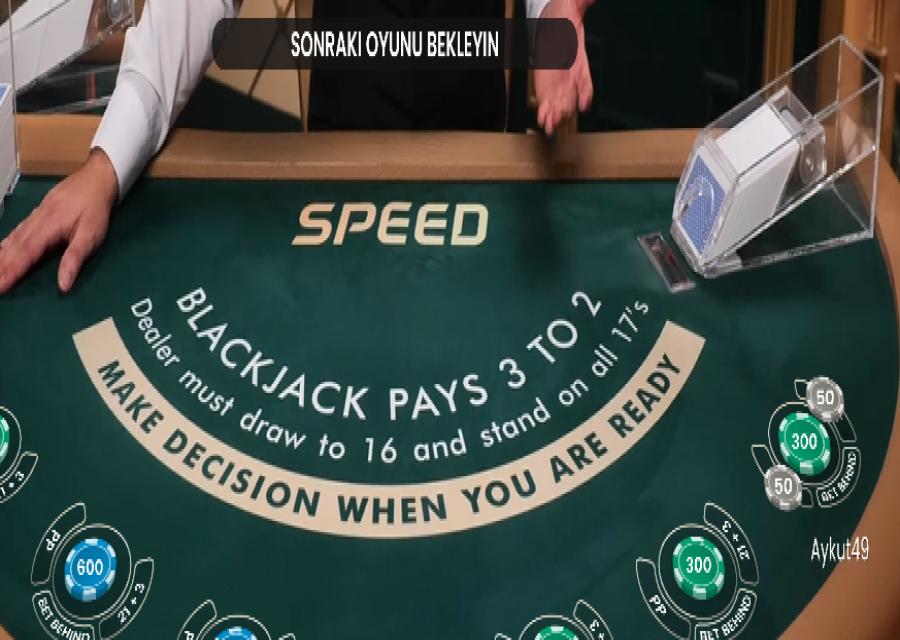 SONRAKI OYUNU BEKLEYIN
SPEED
BLACKJACK PAYS 3 TO 2
Dealer must draw to 16 and stand on all 17's
MAKE DECISION WHEN YOU ARE READY
50
300
50
BET BEHIND
Aykut49
PP
600
21 + 3
BET BEHIND
21 + 3
300
PP
BET BEHIND